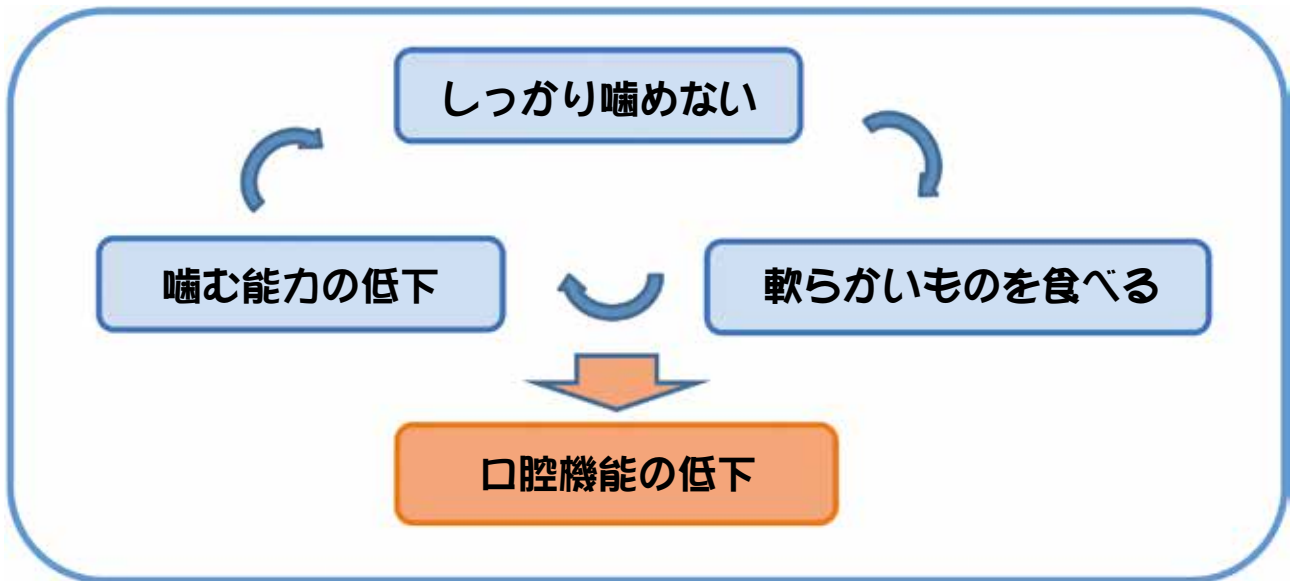 しっかり噛めない
噛む能力の低下
軟らかいものを食べる
口腔機能の低下